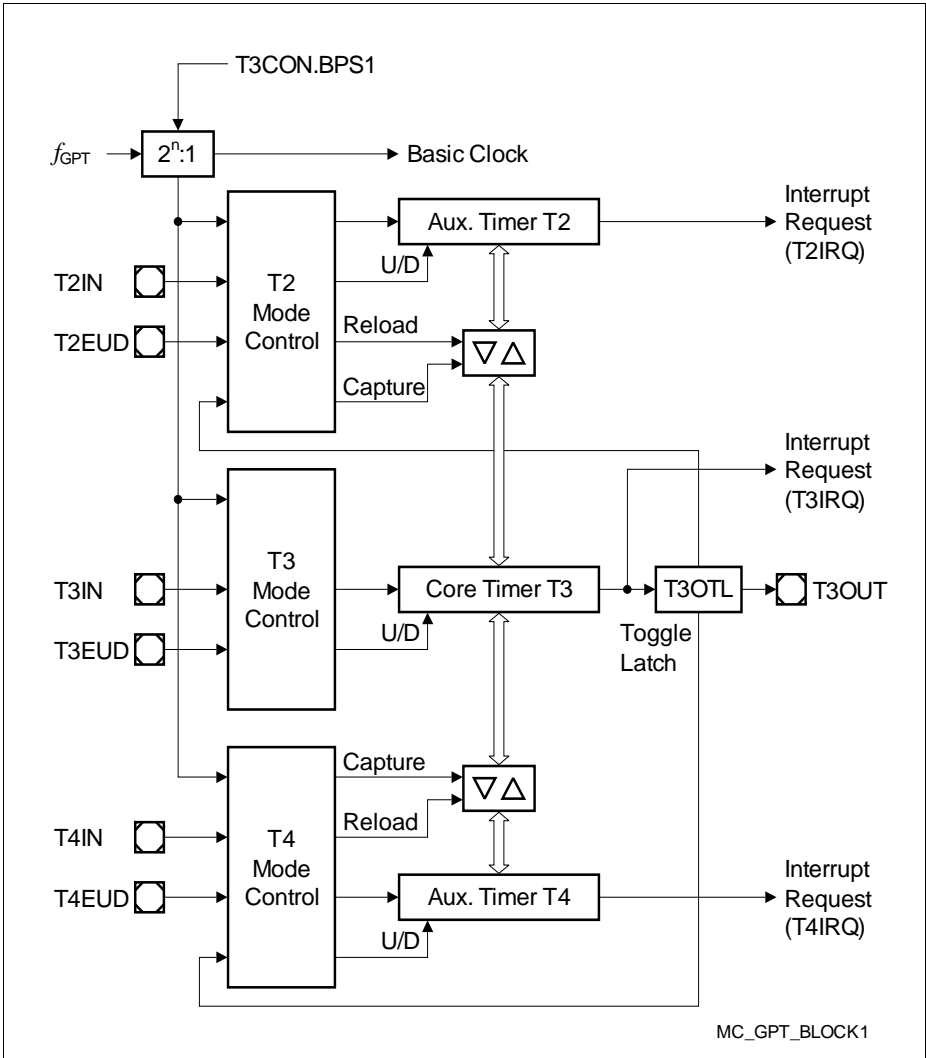 T3CON.BPS1
fGPT
2n:1
Basic Clock
Interrupt
Request
(T2IRQ)
Aux. Timer T2
U/D
T2IN
T2
Mode
Control
T2EUD
Reload
Capture
Interrupt
Request
(T3IRQ)
T3
Mode
Control
T3IN
Core Timer T3
T3OTL
T3OUT
U/D
T3EUD
Toggle
Latch
Capture
Reload
T4IN
T4
Mode
Control
T4EUD
Aux. Timer T4
U/D
Interrupt
Request
(T4IRQ)
MC_GPT_BLOCK1